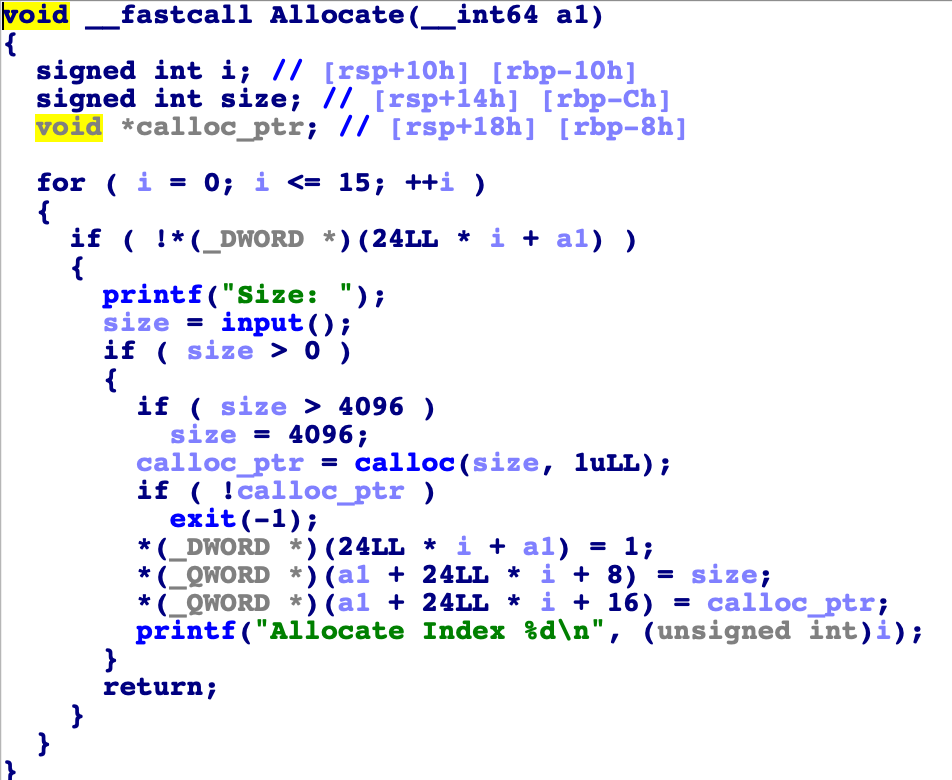 void __fastcall Allocate(__int64 a1)
{
  signed int i; // [rsp+10h] [rbp-10h]
  signed int size; // [rsp+14h] [rbp-Ch]
  void *calloc_ptr; // [rsp+18h] [rbp-8h]

  for ( i = 0; i <= 15; ++i )
  {
    if ( !*(_DWORD *)(24LL * i + a1) )
    {
      printf("Size: ");
      size = input();
      if ( size > 0 )
      {
        if ( size > 4096 )
          size = 4096;
        calloc_ptr = calloc(size, 1uLL);
        if ( !calloc_ptr )
          exit(-1);
        *(_DWORD *)(24LL * i + a1) = 1;
        *(_QWORD *)(a1 + 24LL * i + 8) = size;
        *(_QWORD *)(a1 + 24LL * i + 16) = calloc_ptr;
        printf("Allocate Index %d\n", (unsigned int)i);
      }
      return;
    }
  }
}